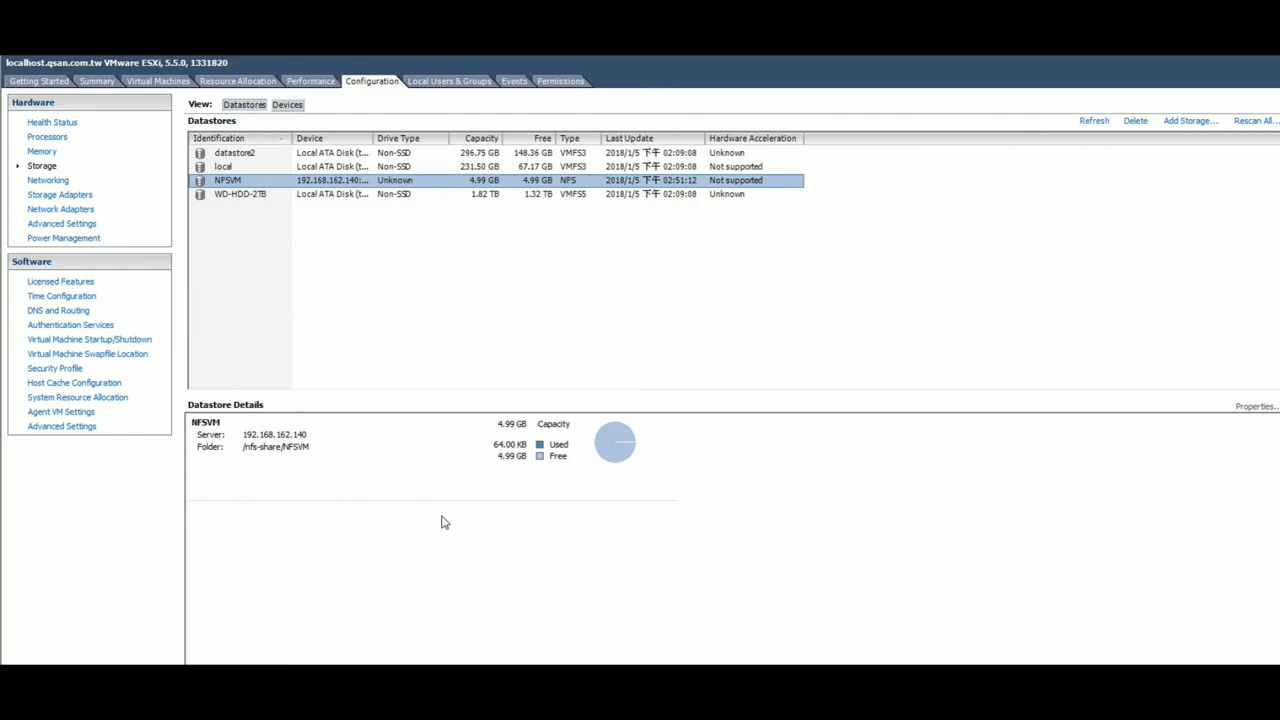 localhost.qsan.com.tw VMware ESXi, 5.5.0, 1331820
Getting Started Summary Virtual Machines Resource Allocation Performance Configuration Local Users & Groups Events Permissions
Hardware
Health Status
Processors
Memory
Storage
Networking
Storage Adapters
Network Adapters
Advanced Settings
Power Management
Software
Licensed Features
Time Configuration
DNS and Routing
Authentication Services
Virtual Machine Startup/Shutdown
Virtual Machine Swapfile Location
Security Profile
Host Cache Configuration
System Resource Allocation
Agent VM Settings
Advanced Settings
View: Datastores Devices
Datastores Refresh Delete Add Storage... Rescan All...
Identification Device Drive Type Capacity Free Type Last Update Hardware Acceleration
datastore2 Local ATA Disk (t... Non-SSD 296.75 GB 148.36 GB VMFS3 2018/1/5 下午 02:09:08 Unknown
local Local ATA Disk (t... Non-SSD 231.50 GB 67.17 GB VMFS3 2018/1/5 下午 02:09:08 Not supported
NFSVM 192.168.162.140:... Unknown 4.99 GB 4.99 GB NFS 2018/1/5 下午 02:51:12 Not supported
WD-HDD-2TB Local ATA Disk (t... Non-SSD 1.82 TB 1.32 TB VMFS5 2018/1/5 下午 02:09:08 Unknown
Datastore Details Properties...
NFSVM 4.99 GB Capacity
Server: 192.168.162.140
Folder: /nfs-share/NFSVM
64.00 KB Used
4.99 GB Free